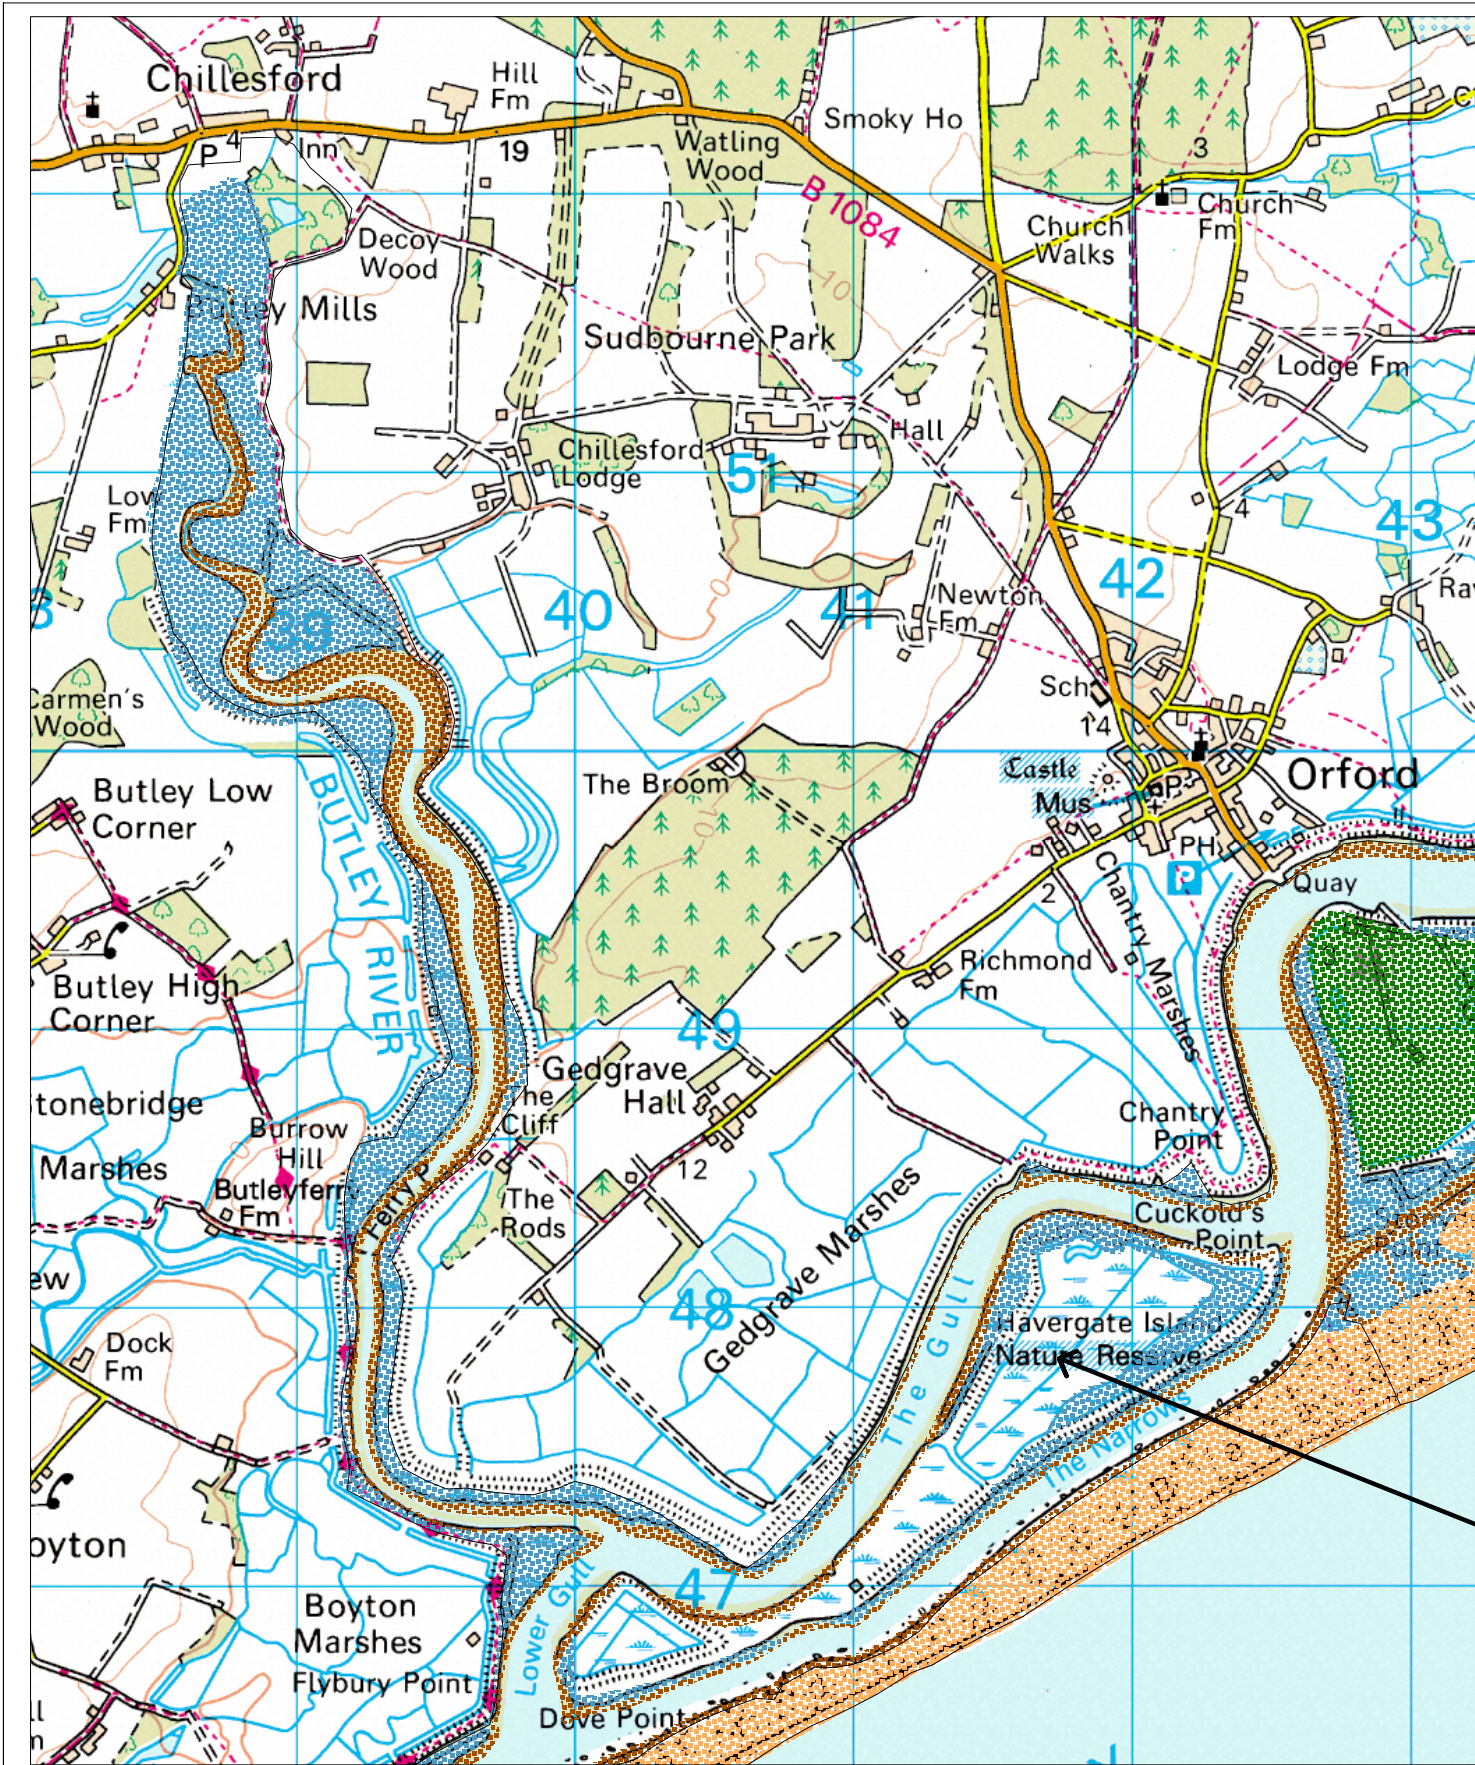 Chillesford
Hill
Fm
Smoky Ho
3
P
4
Inn
19
Watling
Wood
B 1084
Church
Fm
Church
Walks
Decoy
Wood
Mills
10
Sudbourne Park
Lodge Fm
Hall
Chillesford
Lodge
51
Low
Fm
4
43
42
39
40
41
Newton
Fm
Carmen's
Wood
Sch
14
Castle
Mus
P
Orford
The Broom
10
Butley Low
Corner
BUTLEY
RIVER
PH
P
Quay
2
Chantry Marshes
Richmond
Fm
Butley High
Corner
49
Gedgrave
Hall
The
Cliff
Burrow
Hill
Chantry
Point
Marshes
Butleyferry
Fm
Ferry P
12
The
Rods
Gedgrave Marshes
Cuckold's
Point
Stony
Point
48
Havergate Island
Nature Reserve
The Gull
The Narrows
Dock
Fm
47
Lower Gull
Boyton
Marshes
Flybury Point
Dove Point